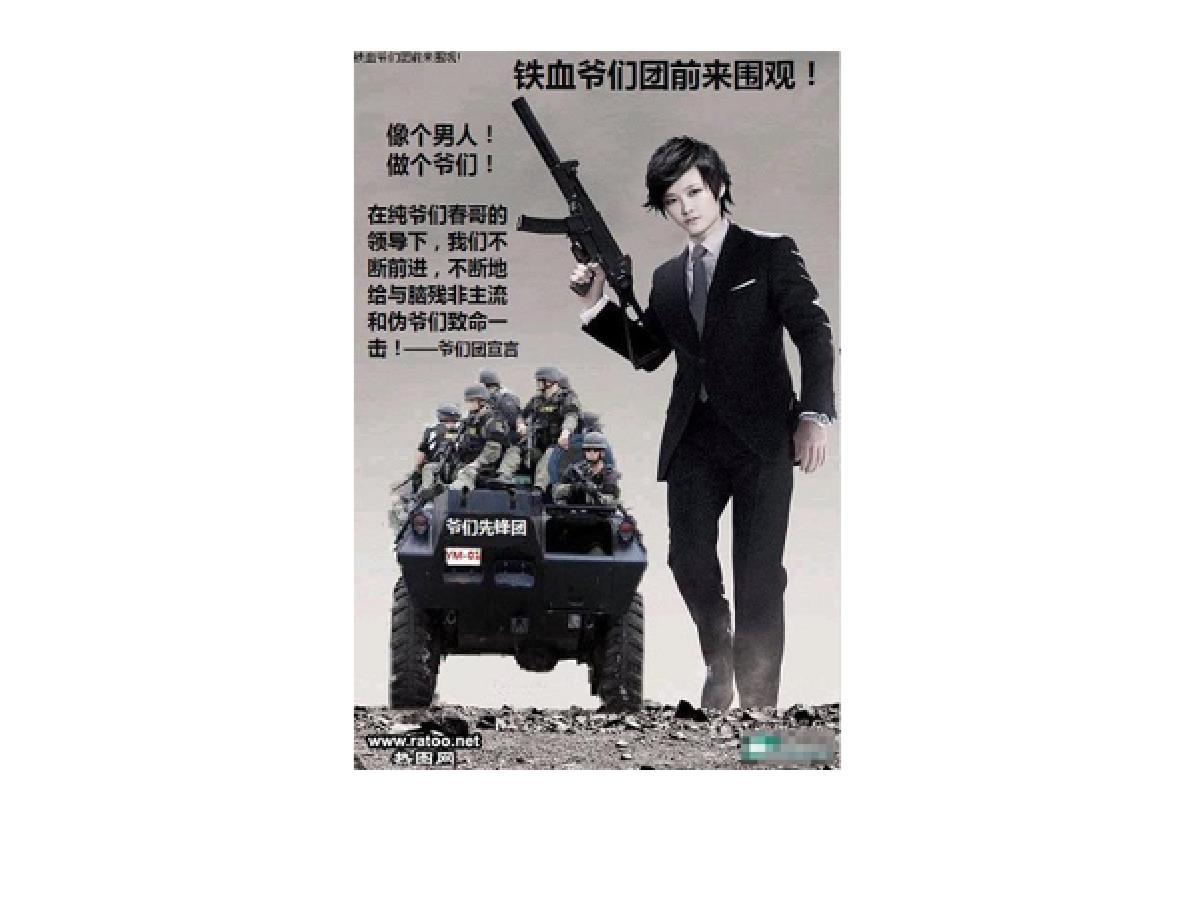 铁血爷们团前来围观!
铁血爷们团前来围观！
像个男人！
做个爷们！
在纯爷们春哥的
领导下，我们不
断前进，不断地
给与脑残非主流
和伪爷们致命一
击！——爷们团宣言
爷们先锋团
YM-01
www.ratoo.net
热图网